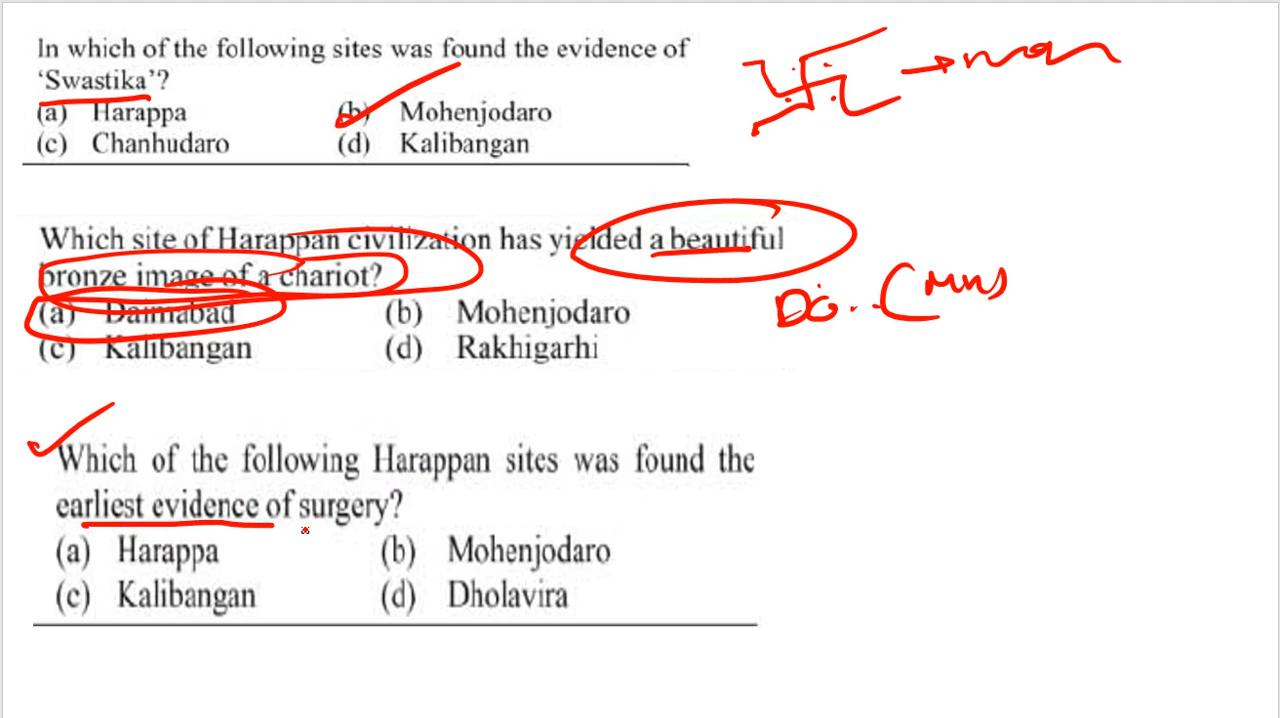 In which of the following sites was found the evidence of
‘Swastika’?
(a) Harappa (b) Mohenjodaro
(c) Chanhudaro (d) Kalibangan
Which site of Harappan civilization has yielded a beautiful
bronze image of a chariot?
(a) Daimabad (b) Mohenjodaro
(c) Kalibangan (d) Rakhigarhi
Which of the following Harappan sites was found the
earliest evidence of surgery?
(a) Harappa (b) Mohenjodaro
(c) Kalibangan (d) Dholavira